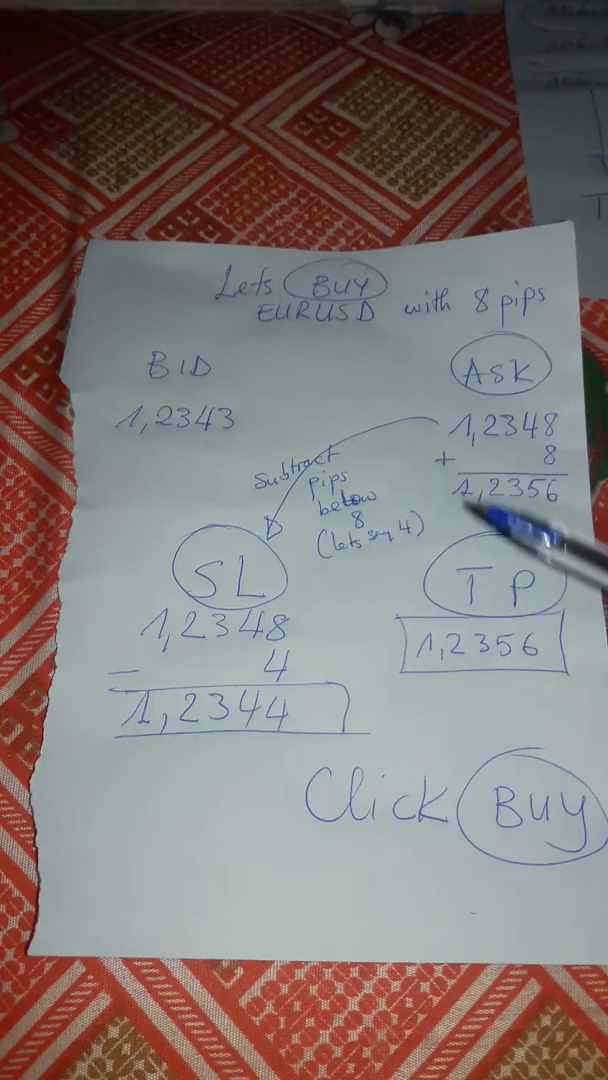 Lets BUY
EURUSD with 8 pips
BID
ASK
1,2343
1,2348
+ 8
1,2356
Subtract
pips
below
8
(lets say 4)
SL
1,2348
- 4
1,2344
TP
1,2356
Click BUY